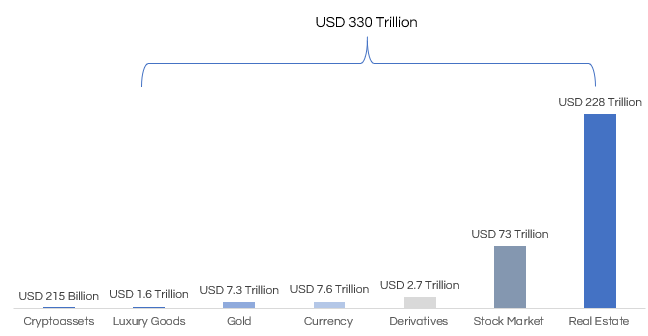 USD 330 Trillion
USD 228 Trillion
USD 73 Trillion
USD 2.7 Trillion
USD 7.6 Trillion
USD 7.3 Trillion
USD 1.6 Trillion
USD 215 Billion
Cryptoassets
Luxury Goods
Gold
Currency
Derivatives
Stock Market
Real Estate